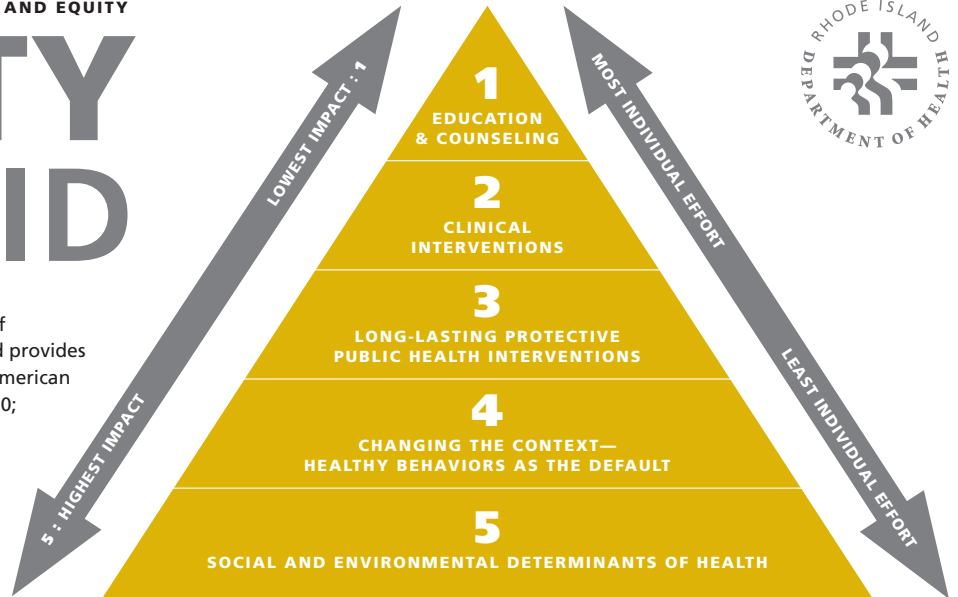 AND EQUITY
TY
ID
f
d provides
merican
0;
LOWEST IMPACT : 1
5 : HIGHEST IMPACT
1
EDUCATION
& COUNSELING
2
CLINICAL
INTERVENTIONS
3
LONG-LASTING PROTECTIVE
PUBLIC HEALTH INTERVENTIONS
4
CHANGING THE CONTEXT—
HEALTHY BEHAVIORS AS THE DEFAULT
5
SOCIAL AND ENVIRONMENTAL DETERMINANTS OF HEALTH
MOST INDIVIDUAL EFFORT
LEAST INDIVIDUAL EFFORT
RHODE ISLAND
DEPARTMENT OF HEALTH